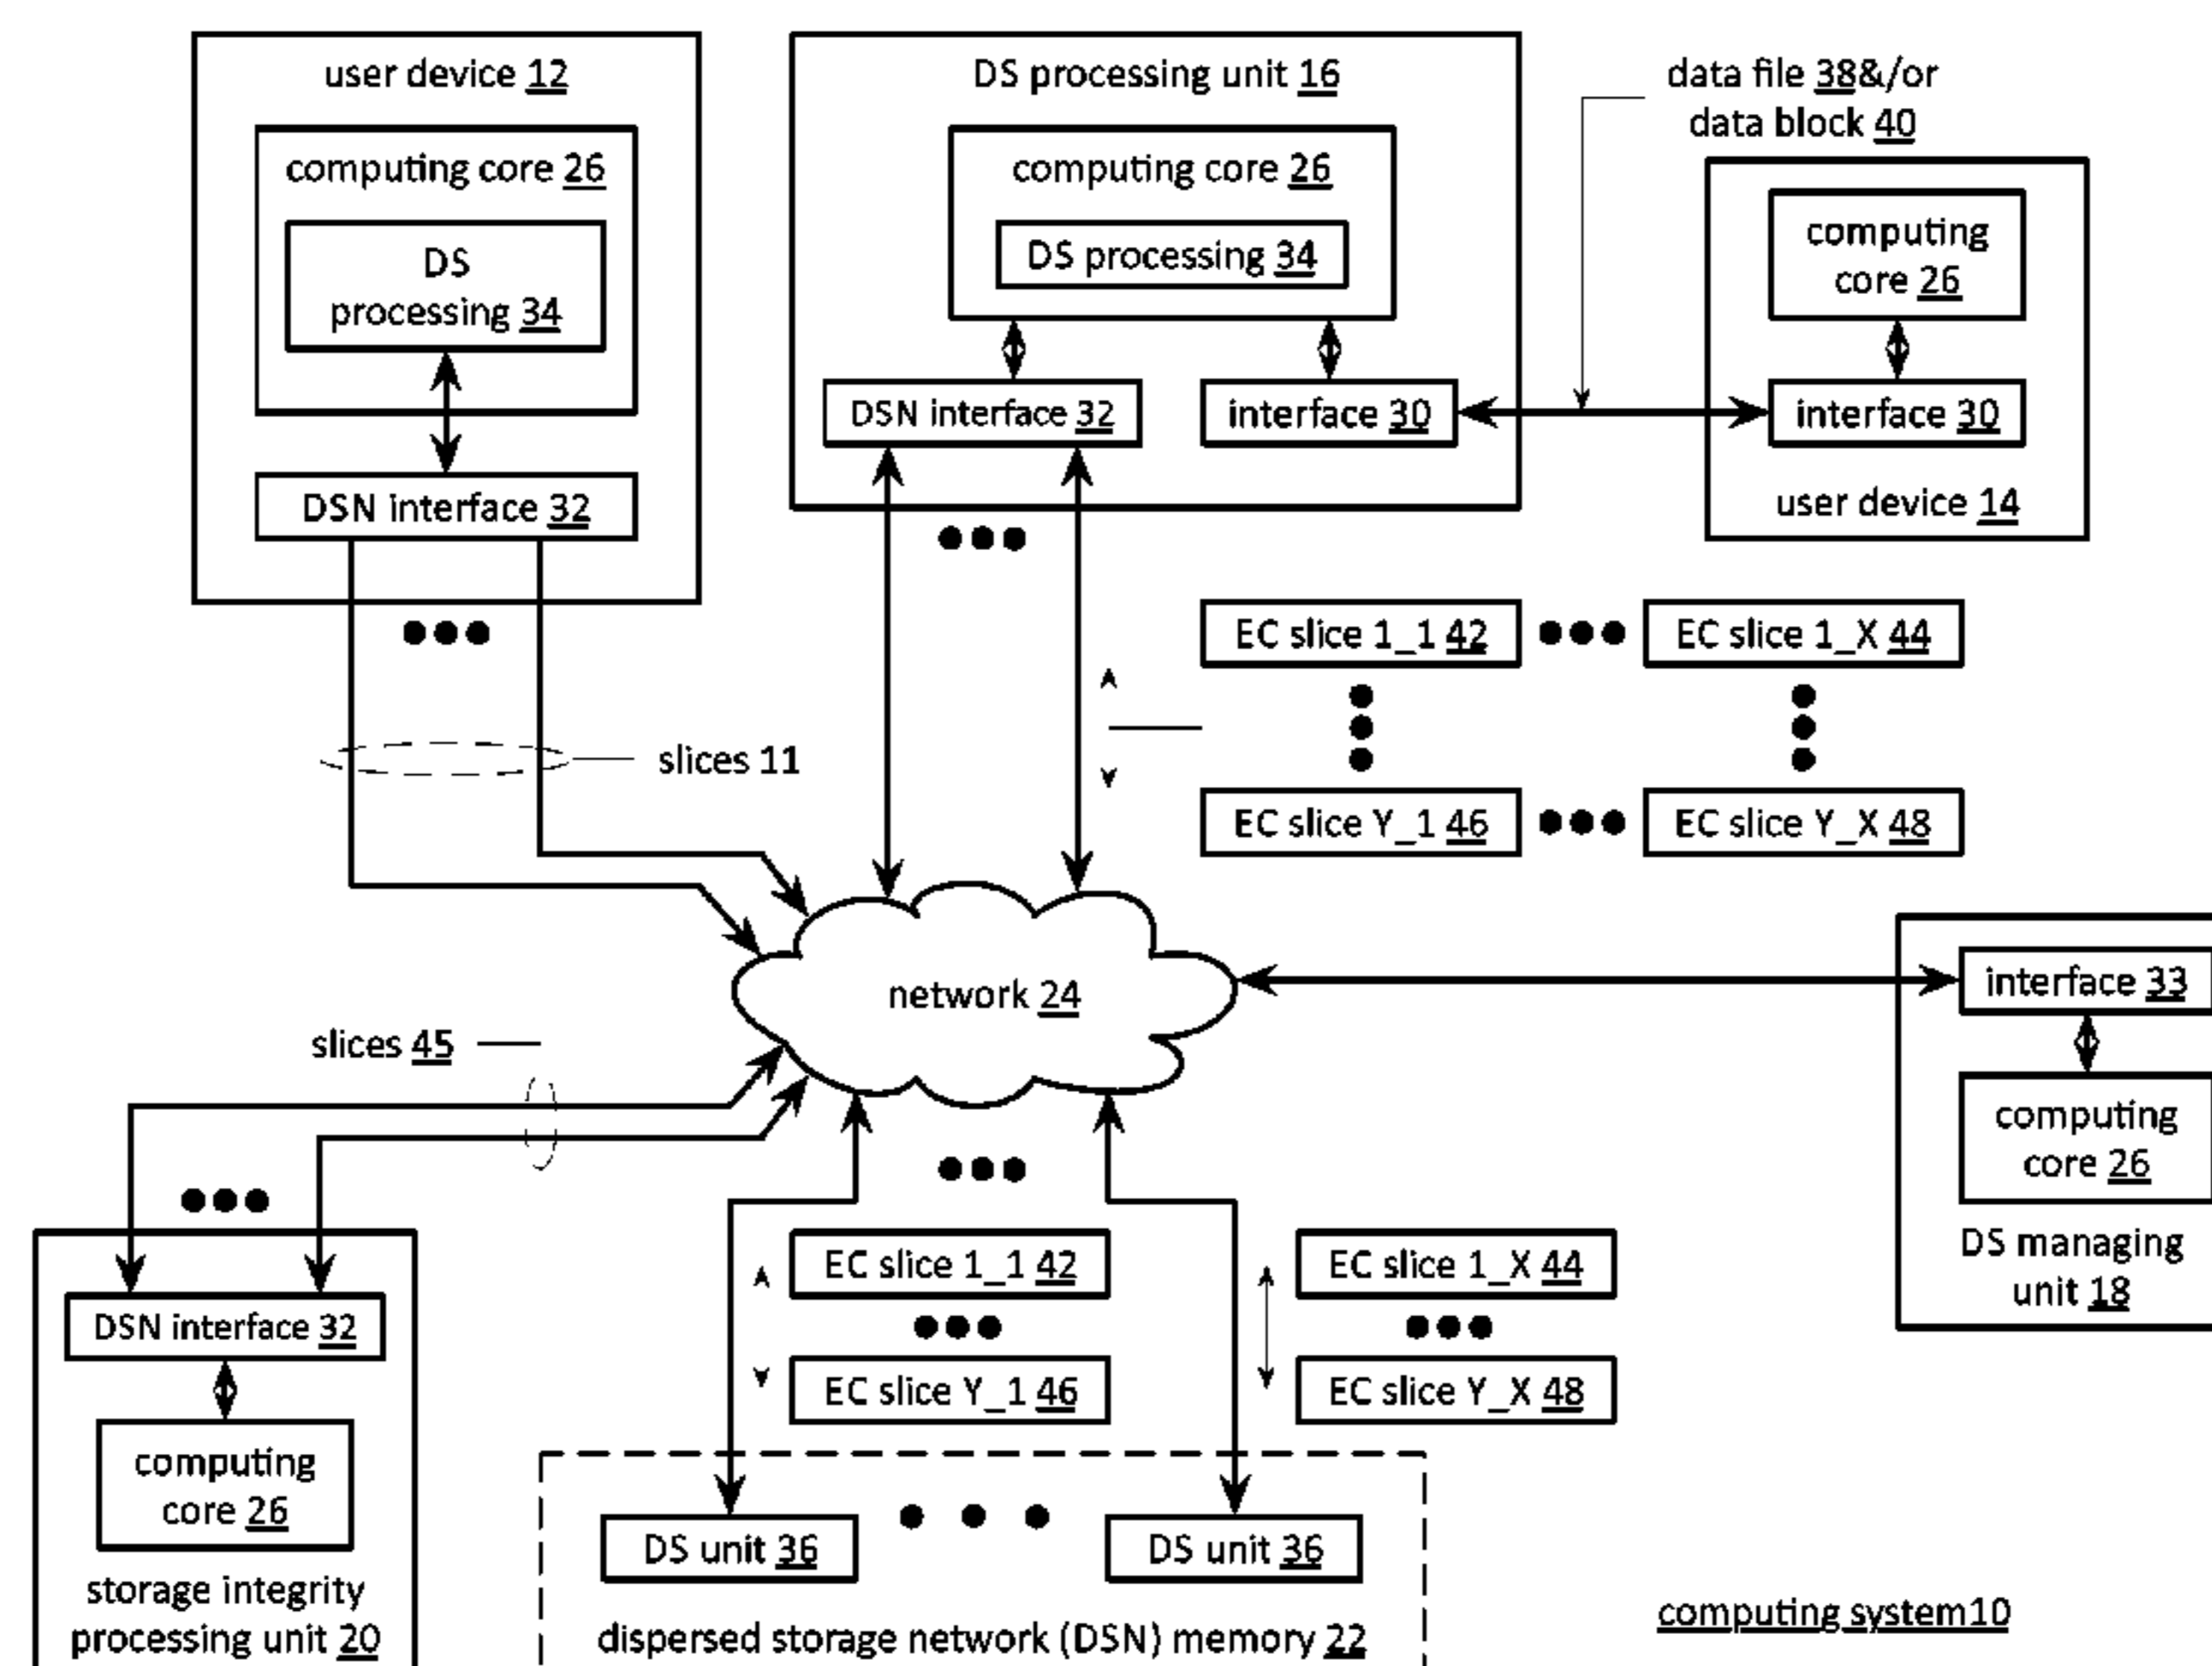 user device 12
computing core 26
DS
processing 34
DSN interface 32
DS processing unit 16
computing core 26
DS processing 34
DSN interface 32
interface 30
data file 38&/or
data block 40
computing
core 26
interface 30
user device 14
slices 11
EC slice 1_1 42
EC slice 1_X 44
EC slice Y_1 46
EC slice Y_X 48
network 24
interface 33
computing
core 26
DS managing
unit 18
slices 45
DSN interface 32
computing
core 26
storage integrity
processing unit 20
EC slice 1_1 42
EC slice Y_1 46
EC slice 1_X 44
EC slice Y_X 48
DS unit 36
DS unit 36
dispersed storage network (DSN) memory 22
computing system10